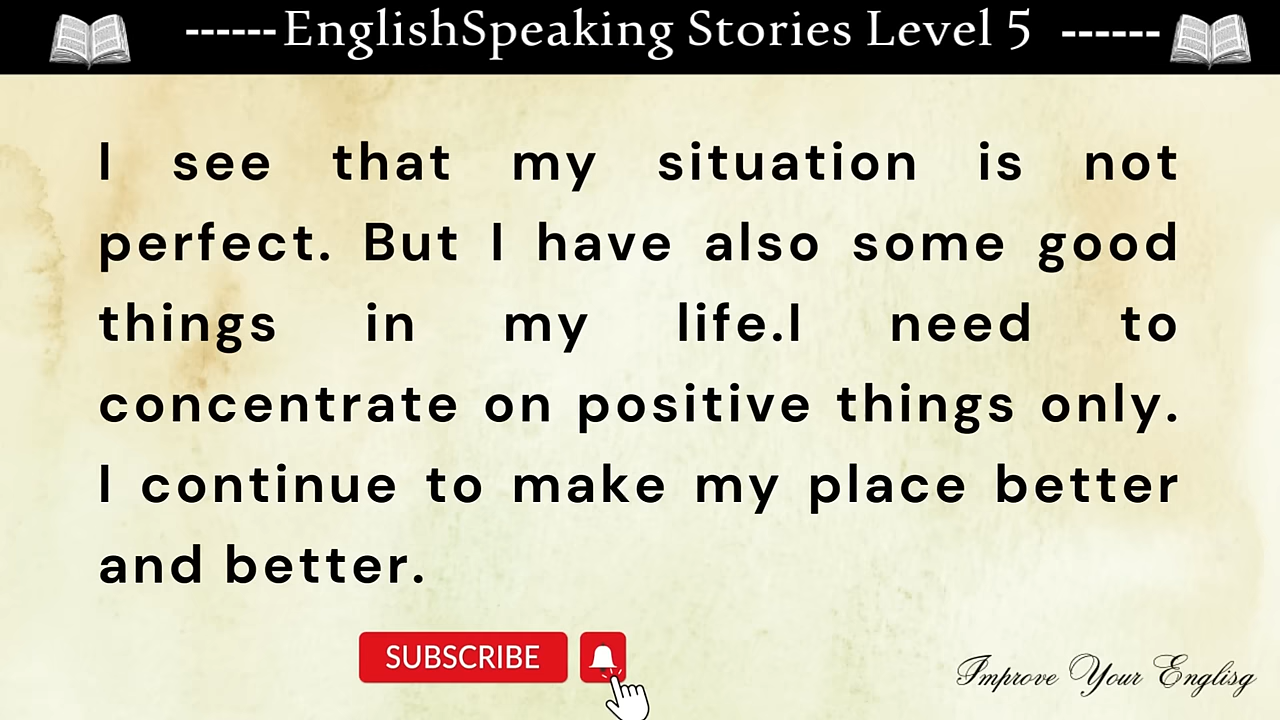 ------EnglishSpeaking Stories Level 5 ------
I see that my situation is not
perfect. But I have also some good
things in my life.I need to
concentrate on positive things only.
I continue to make my place better
and better.
SUBSCRIBE
Improve Your Englisg